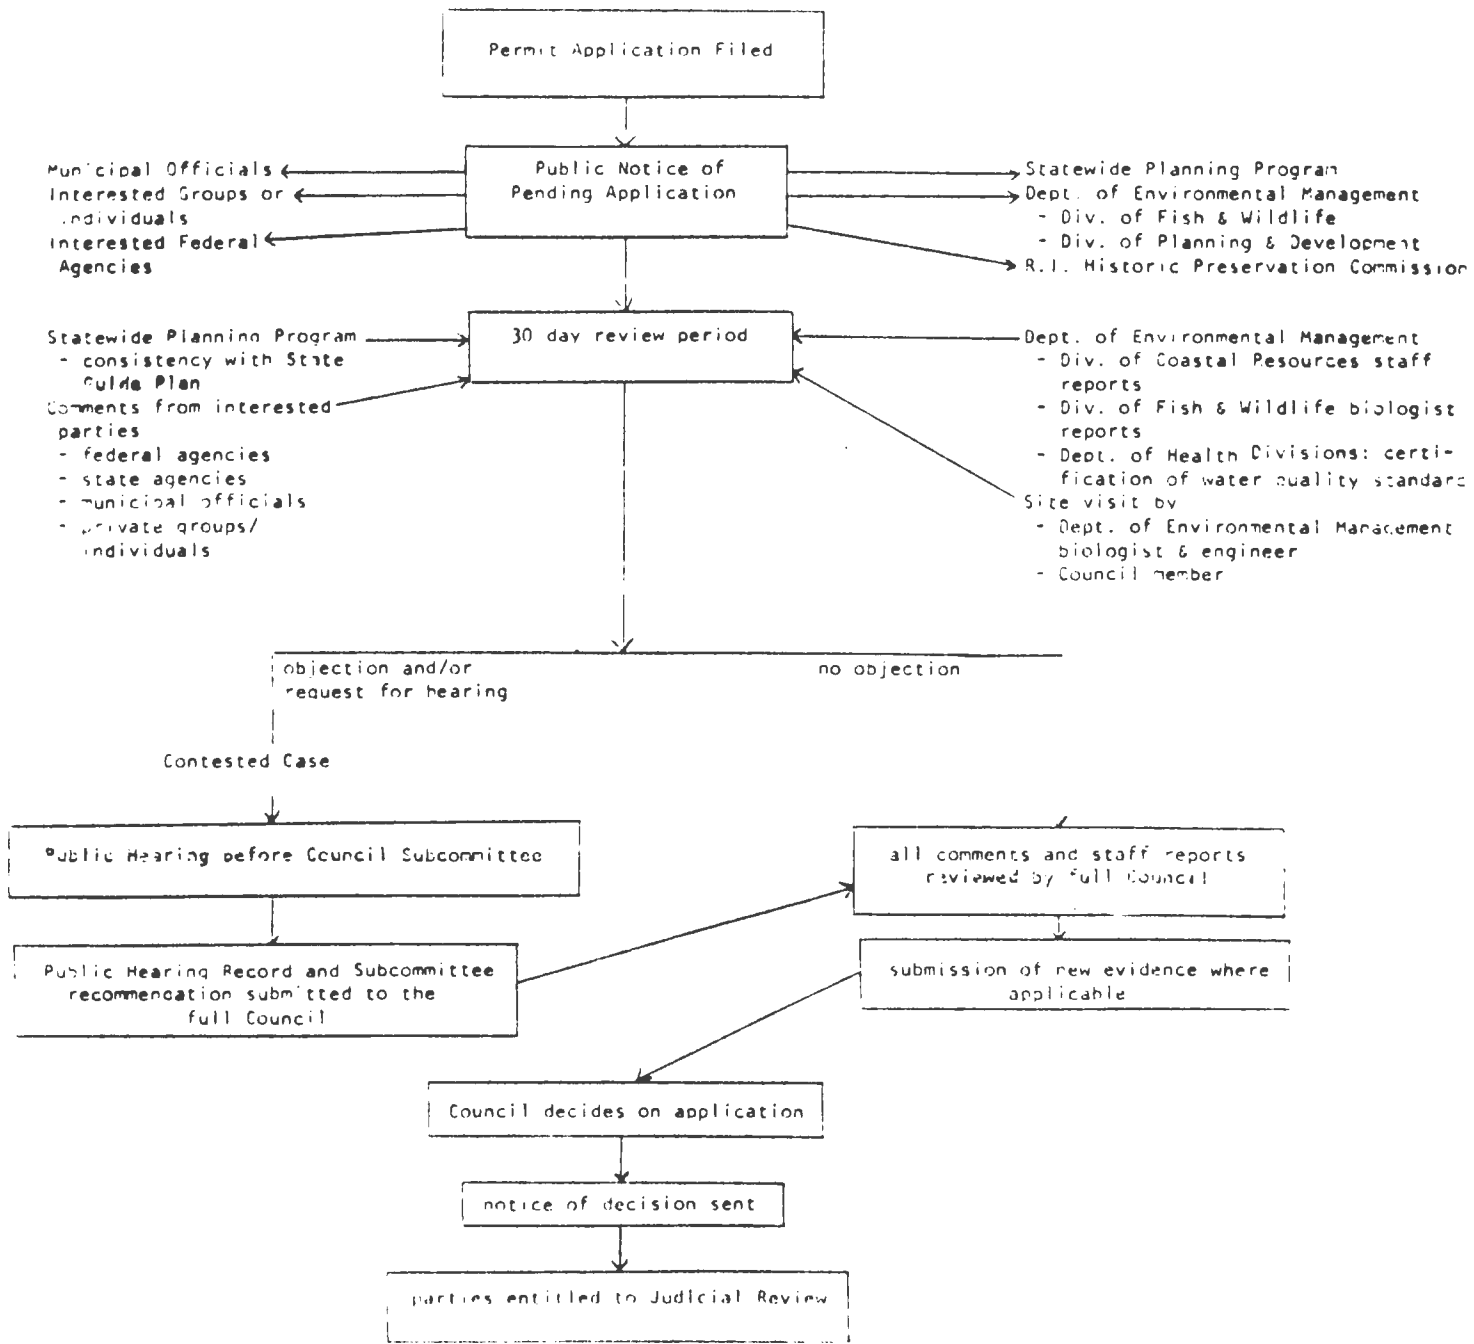 Permit Application Filed
Public Notice of
Pending Application
Municipal Officials
Interested Groups or
individuals
Interested Federal
Agencies
Statewide Planning Program
Dept. of Environmental Management
- Div. of Fish & Wildlife
- Div. of Planning & Development
R.I. Historic Preservation Commission
30 day review period
Statewide Planning Program
- consistency with State
Guide Plan
Comments from interested
parties
- federal agencies
- state agencies
- municipal officials
- private groups/
individuals
Dept. of Environmental Management
- Div. of Coastal Resources staff
reports
- Div. of Fish & Wildlife biologist
reports
- Dept. of Health Divisions: certi-
fication of water quality standard
Site visit by
- Dept. of Environmental Management
biologist & engineer
- Council member
objection and/or
request for hearing
no objection
Contested Case
Public Hearing before Council Subcommittee
all comments and staff reports
reviewed by full Council
Public Hearing Record and Subcommittee
recommendation submitted to the
full Council
submission of new evidence where
applicable
Council decides on application
notice of decision sent
parties entitled to Judicial Review